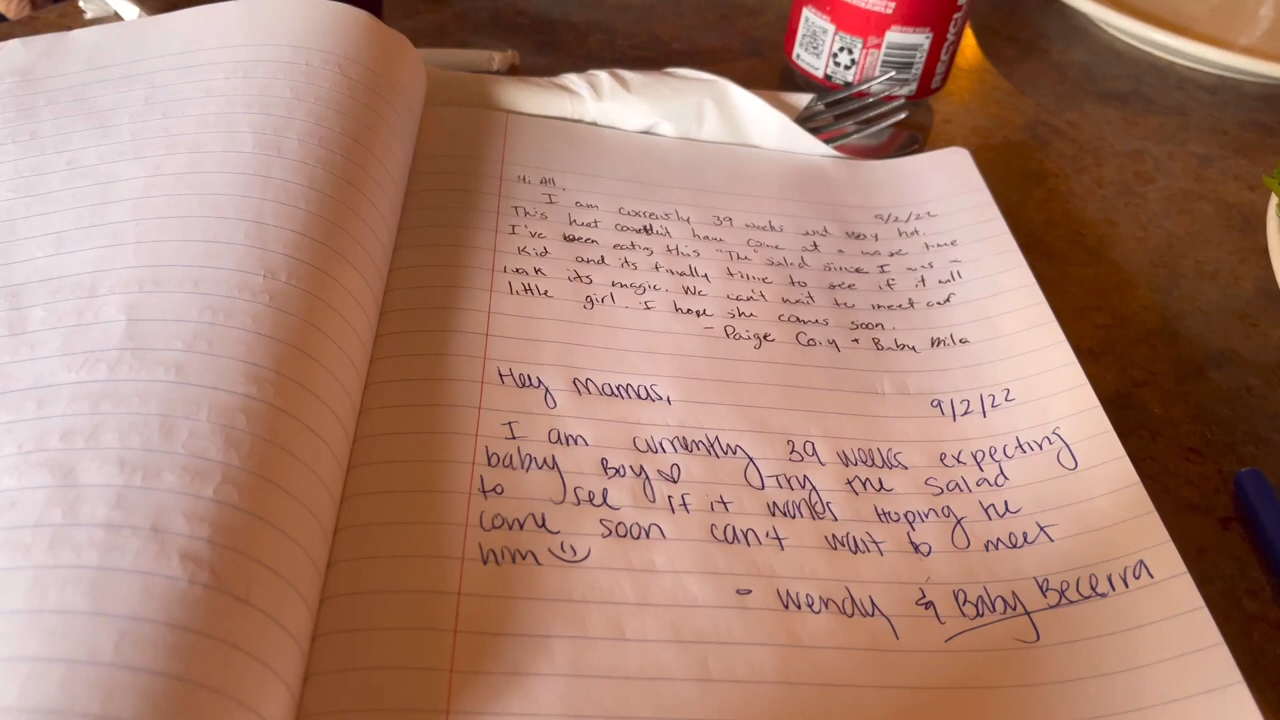 Hi All,
9/2/22
I am currently 39 weeks and very hot.
This heat couldn't have come at a worse time
I've been eating this "The" salad since I was a
kid and its finally time to see if it will
work its magic. We can't wait to meet our
little girl. I hope she comes soon.
- Paige + Baby Mila
Hey Mamas,
9/2/22
I am currently 39 weeks expecting
baby BOY♡ Try the salad
to see if it works Hoping he
come soon can't wait to meet
him☺
- Wendy & Baby Becerra
RECYCLE